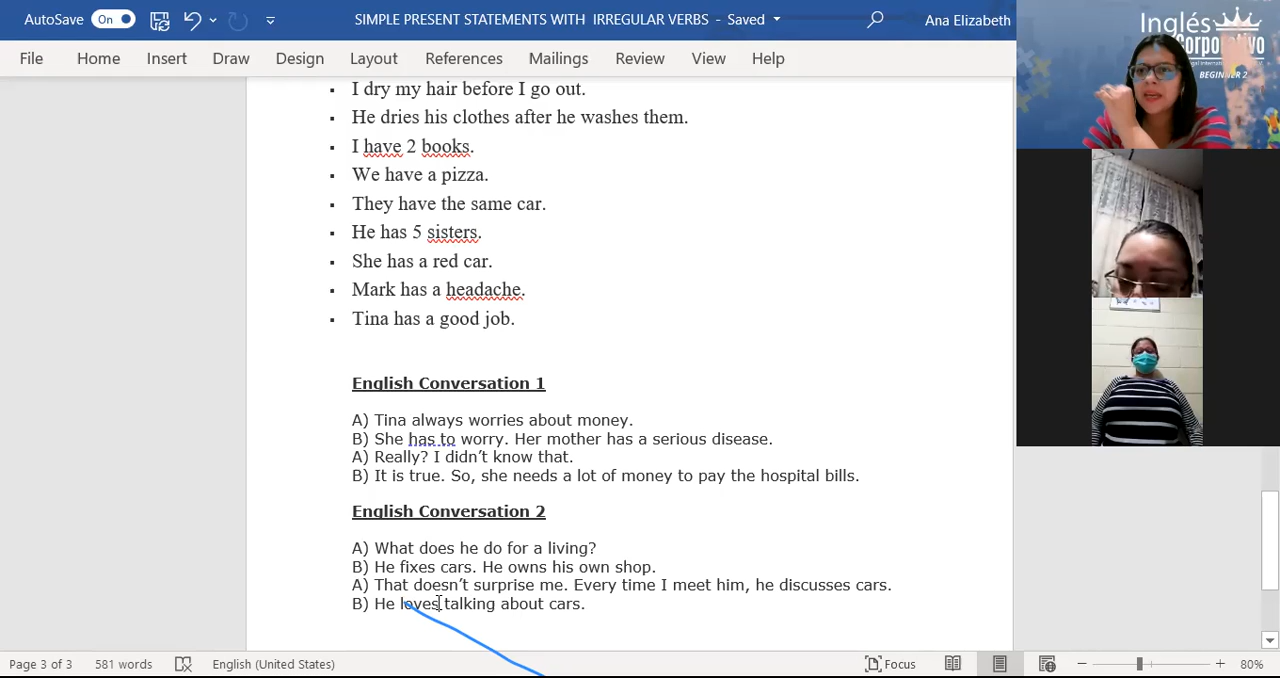 AutoSave On SIMPLE PRESENT STATEMENTS WITH IRREGULAR VERBS - Saved Ana Elizabeth
File Home Insert Draw Design Layout References Mailings Review View Help
Inglés
Corporativo
BEGINNER 2
▪ I dry my hair before I go out.
▪ He dries his clothes after he washes them.
▪ I have 2 books.
▪ We have a pizza.
▪ They have the same car.
▪ He has 5 sisters.
▪ She has a red car.
▪ Mark has a headache.
▪ Tina has a good job.
English Conversation 1
A) Tina always worries about money.
B) She has to worry. Her mother has a serious disease.
A) Really? I didn’t know that.
B) It is true. So, she needs a lot of money to pay the hospital bills.
English Conversation 2
A) What does he do for a living?
B) He fixes cars. He owns his own shop.
A) That doesn’t surprise me. Every time I meet him, he discusses cars.
B) He loves talking about cars.
Page 3 of 3 581 words English (United States) Focus 80%